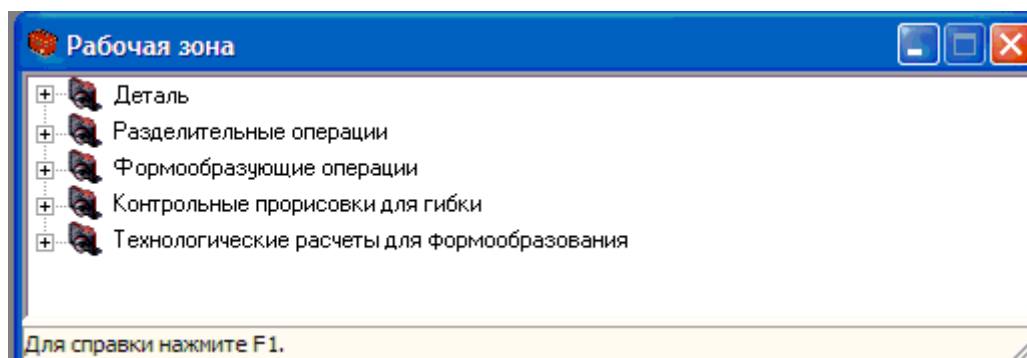 Рабочая зона
Деталь
Разделительные операции
Формообразующие операции
Контрольные прорисовки для гибки
Технологические расчеты для формообразования
Для справки нажмите F1.